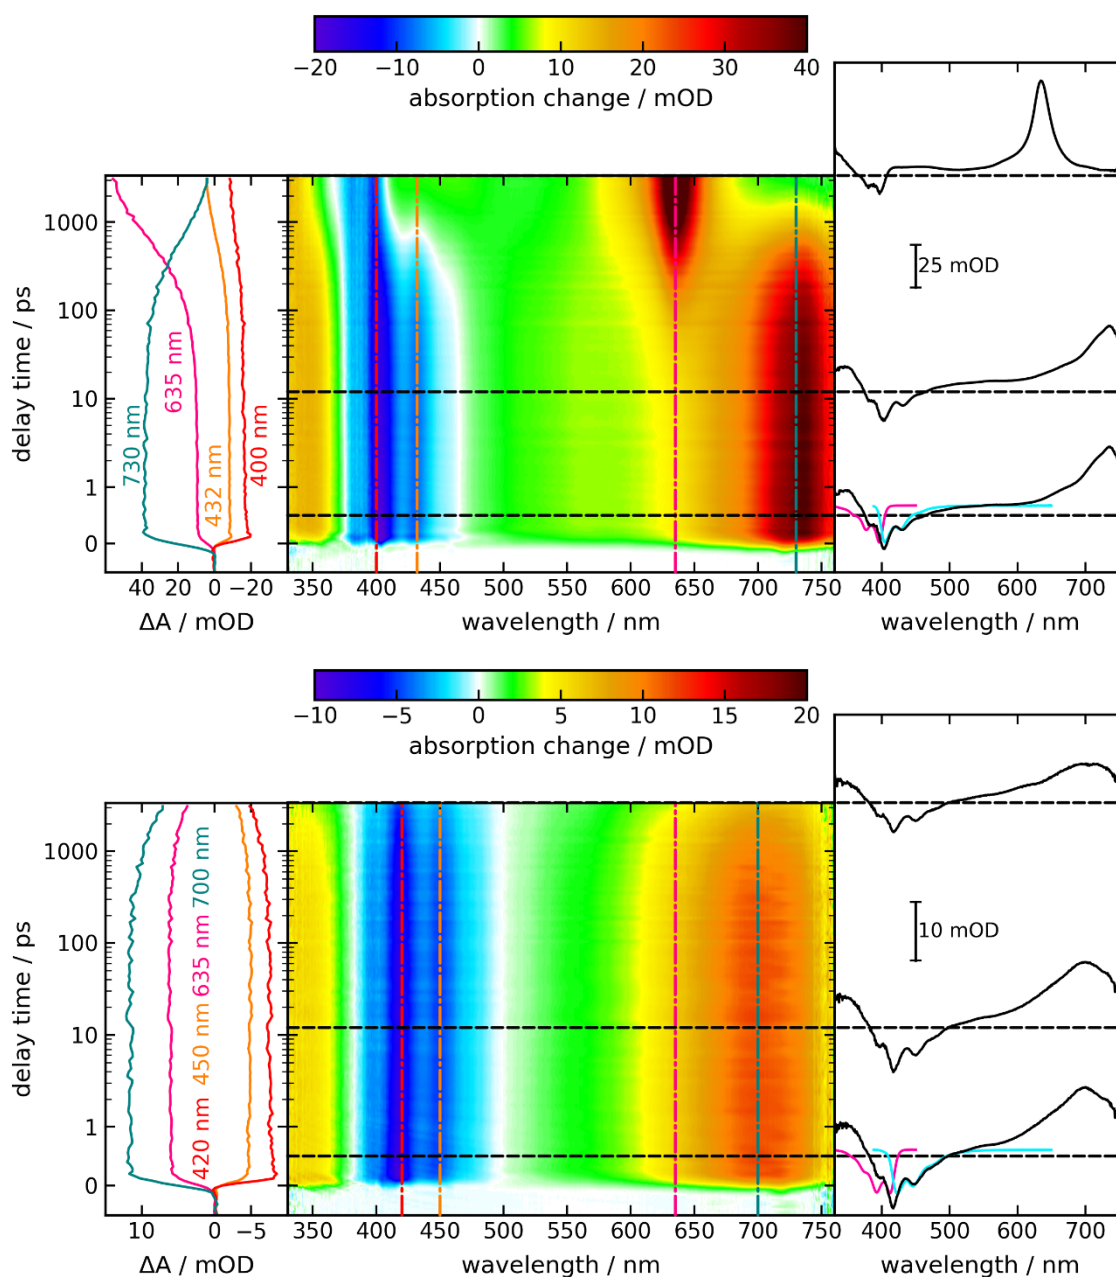 −20 −10 0 10 20 30 40
absorption change / mOD
1000
100
10
1
0
delay time / ps
730 nm
635 nm
432 nm
400 nm
25 mOD
40 20 0 −20
350 400 450 500 550 600 650 700 750
400 500 600 700
ΔA / mOD
wavelength / nm
wavelength / nm
−10 −5 0 5 10 15 20
absorption change / mOD
1000
100
10
1
0
delay time / ps
700 nm
635 nm
450 nm
420 nm
10 mOD
10 0 −5
350 400 450 500 550 600 650 700 750
400 500 600 700
ΔA / mOD
wavelength / nm
wavelength / nm